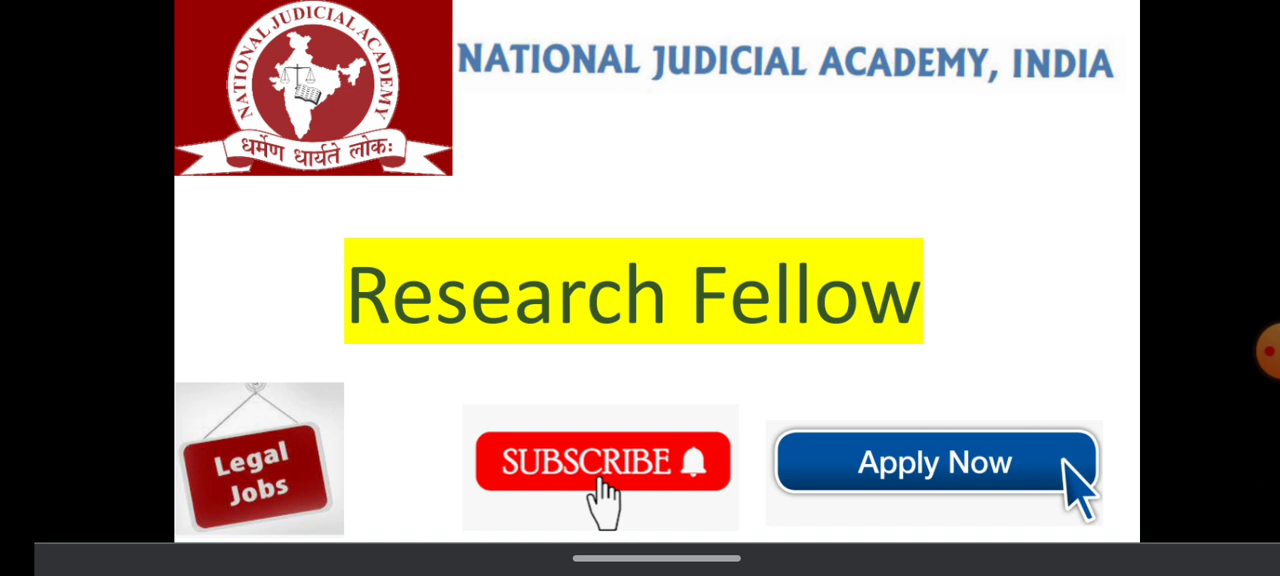 NATIONAL JUDICIAL ACADEMY
धर्मेण धार्यते लोकः
NATIONAL JUDICIAL ACADEMY, INDIA
Research Fellow
Legal
Jobs
SUBSCRIBE
Apply Now